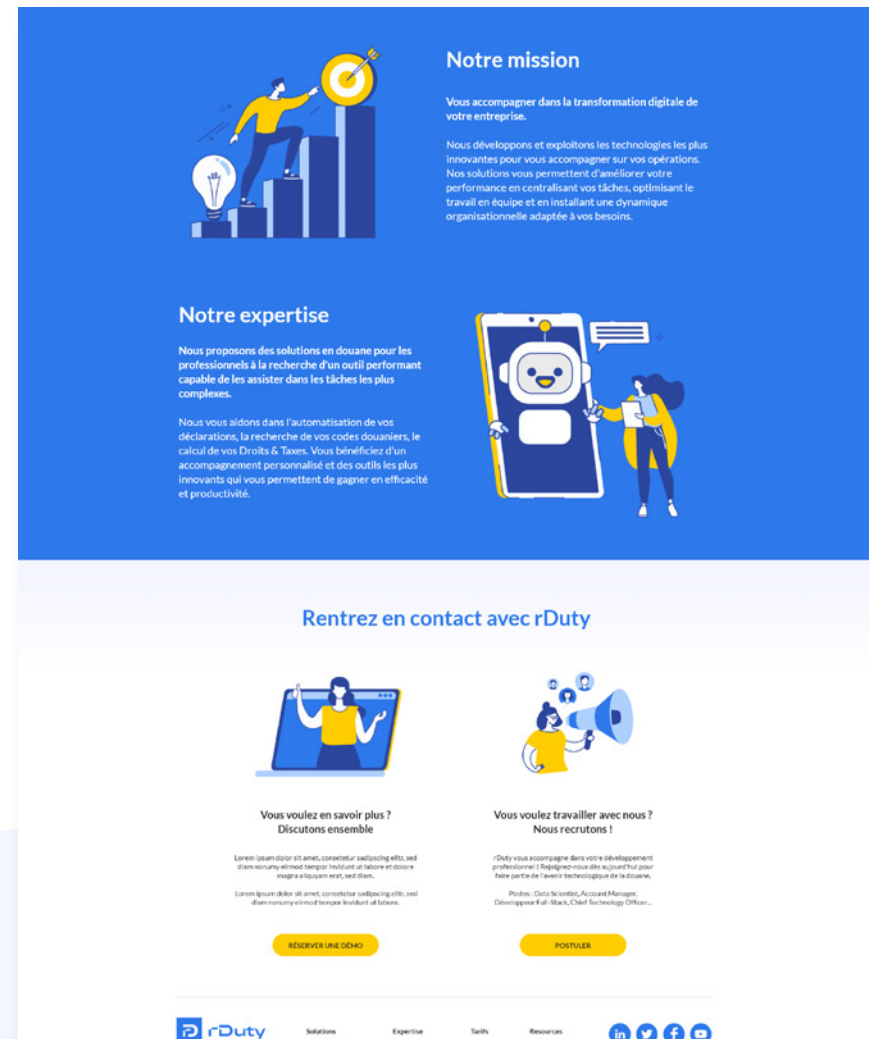 Notre mission
Vous accompagner dans la transformation digitale de
votre entreprise.
Nous développons et exploitons les technologies les plus
innovantes pour vous accompagner sur vos opérations.
Nos solutions vous permettent d'améliorer votre
performance en centralisant vos tâches, optimisant le
travail en équipe et en installant une dynamique
organisationnelle adaptée à vos besoins.
Notre expertise
Nous proposons des solutions en douane pour les
professionnels à la recherche d'un outil performant
capable de les assister dans les tâches les plus
complexes.
Nous vous aidons dans l'automatisation de vos
déclarations, la recherche de vos codes douaniers, le
calcul de vos Droits & Taxes. Vous bénéficiez d'un
accompagnement personnalisé et des outils les plus
innovants qui vous permettent de gagner en efficacité
et productivité.
Rentrez en contact avec rDuty
Vous voulez en savoir plus ?
Discutons ensemble
Lorem ipsum dolor sit amet, consetetur sadipscing elitr, sed
diam nonumy eirmod tempor invidunt ut labore et dolore
magna aliquyam erat, sed diam.
Lorem ipsum dolor sit amet, consetetur sadipscing elitr, sed
diam nonumy eirmod tempor invidunt ut labore.
RÉSERVER UNE DÉMO
Vous voulez travailler avec nous ?
Nous recrutons !
rDuty vous accompagne dans votre développement
professionnel ! Rejoignez-nous dès aujourd'hui pour
faire partie de l'avenir technologique de la douane.
Postes : Data Scientist, Account Manager,
Développeur Full-Stack, Chief Technology Officer...
POSTULER
rDuty
Solutions
Expertise
Tarifs
Resources